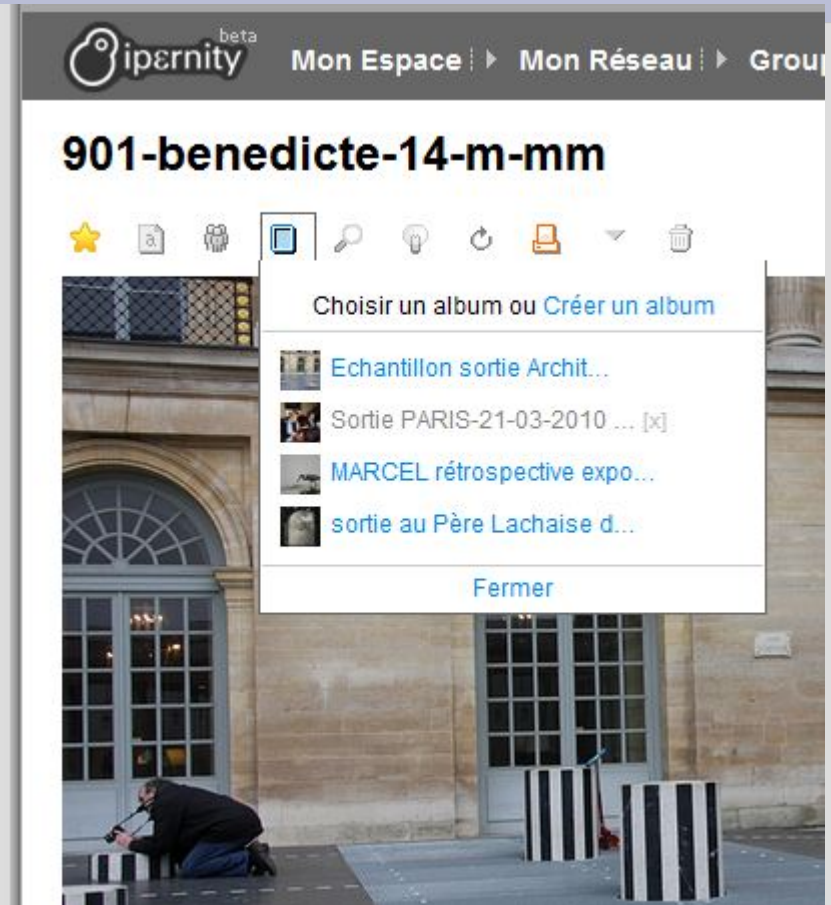 ipernity beta
Mon Espace Mon Réseau Group
901-benedicte-14-m-mm
a
Choisir un album ou Créer un album
Echantillon sortie Archit...
Sortie PARIS-21-03-2010 ... [x]
MARCEL rétrospective expo...
sortie au Père Lachaise d...
Fermer